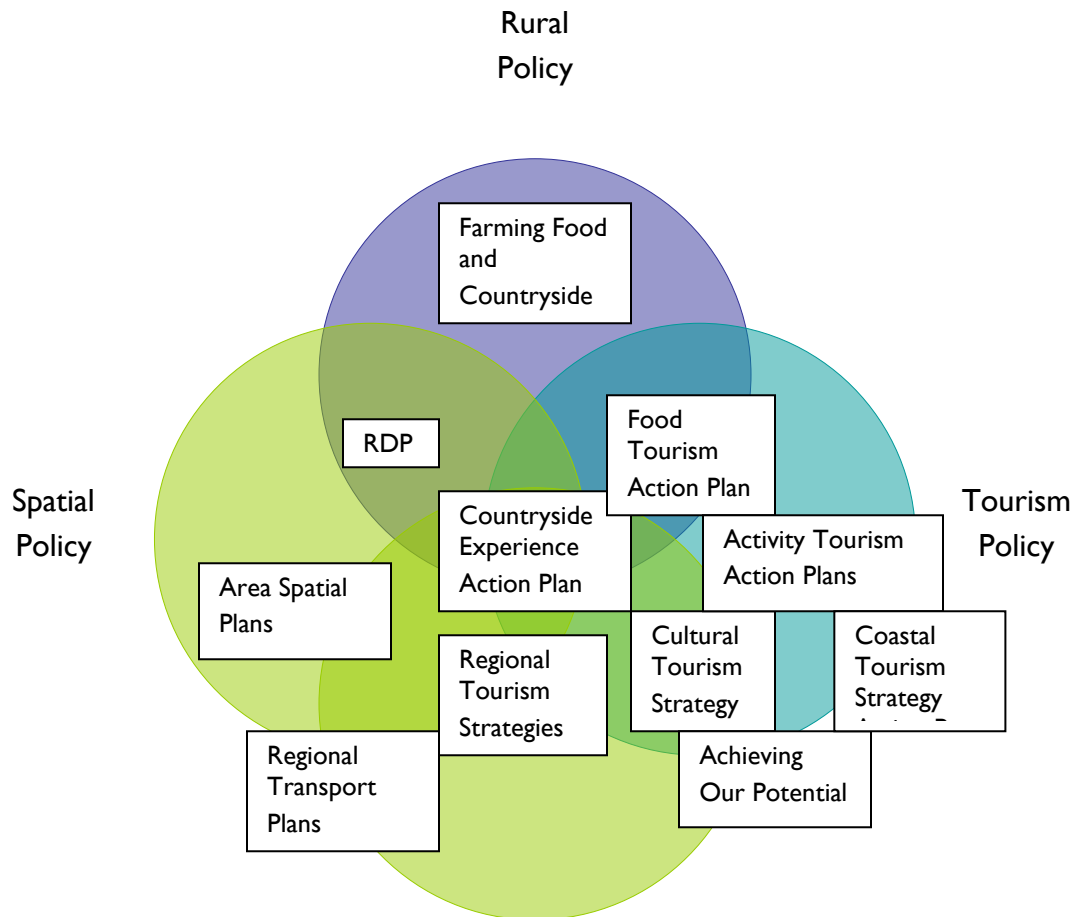 Rural
Policy
Farming Food
and
Countryside
Food
Tourism
Action Plan
RDP
Spatial
Policy
Tourism
Policy
Countryside
Experience
Action Plan
Activity Tourism
Action Plans
Area Spatial
Plans
Cultural
Tourism
Strategy
Coastal
Tourism
Strategy
Regional
Tourism
Strategies
Regional
Transport
Plans
Achieving
Our Potential